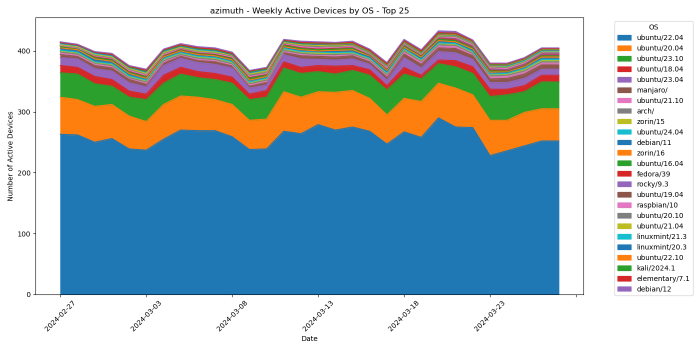 azimuth - Weekly Active Devices by OS - Top 25
OS
ubuntu/22.04
ubuntu/20.04
ubuntu/23.10
ubuntu/18.04
ubuntu/23.04
manjaro/
ubuntu/21.10
arch/
zorin/15
ubuntu/24.04
debian/11
zorin/16
ubuntu/16.04
fedora/39
rocky/9.3
ubuntu/19.04
raspbian/10
ubuntu/20.10
ubuntu/21.04
linuxmint/21.3
linuxmint/20.3
ubuntu/22.10
kali/2024.1
elementary/7.1
debian/12
Number of Active Devices
400
300
200
100
0
2024-02-27
2024-03-03
2024-03-08
2024-03-13
2024-03-18
2024-03-23
Date